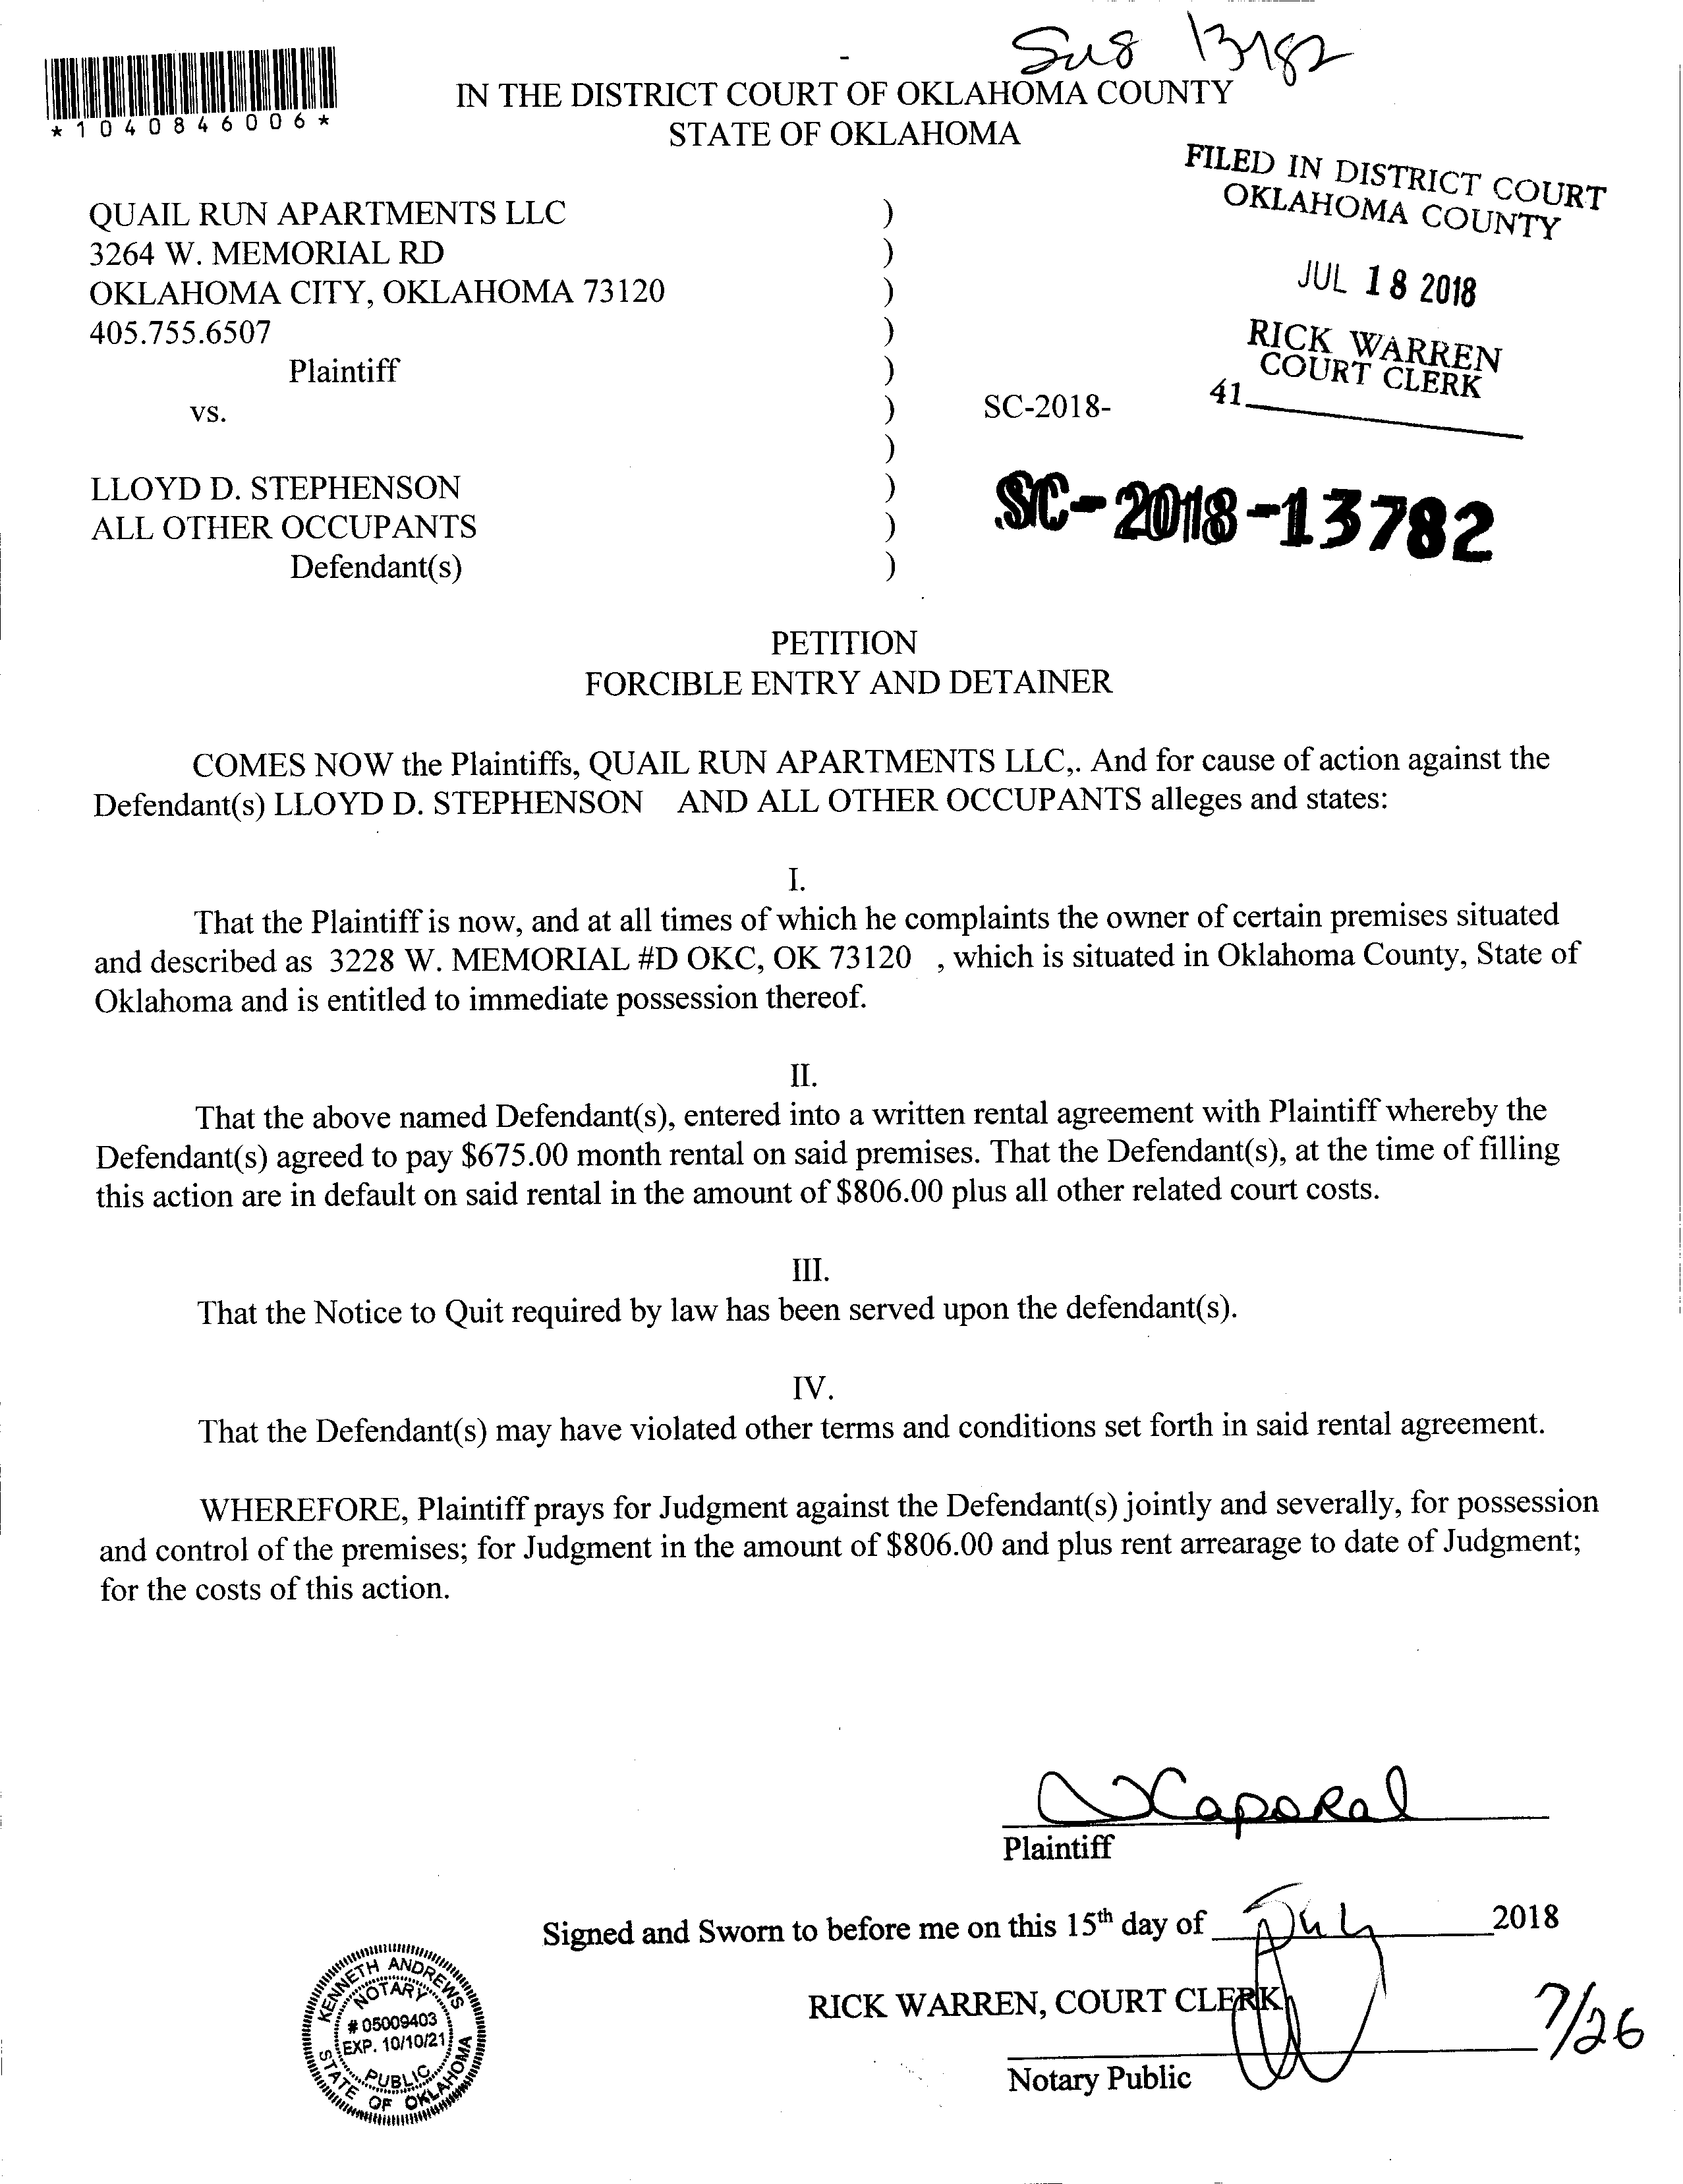 *1040846006*
IN THE DISTRICT COURT OF OKLAHOMA COUNTY
STATE OF OKLAHOMA
FILED IN DISTRICT COURT
OKLAHOMA COUNTY
JUL 18 2018
RICK WARREN
COURT CLERK
41
QUAIL RUN APARTMENTS LLC )
3264 W. MEMORIAL RD )
OKLAHOMA CITY, OKLAHOMA 73120 )
405.755.6507 )
Plaintiff )
vs. ) SC-2018-
)
LLOYD D. STEPHENSON )
ALL OTHER OCCUPANTS )
Defendant(s) )
SC-2018-13782
PETITION
FORCIBLE ENTRY AND DETAINER
COMES NOW the Plaintiffs, QUAIL RUN APARTMENTS LLC,. And for cause of action against the
Defendant(s) LLOYD D. STEPHENSON AND ALL OTHER OCCUPANTS alleges and states:
I.
That the Plaintiff is now, and at all times of which he complaints the owner of certain premises situated
and described as 3228 W. MEMORIAL #D OKC, OK 73120 , which is situated in Oklahoma County, State of
Oklahoma and is entitled to immediate possession thereof.
II.
That the above named Defendant(s), entered into a written rental agreement with Plaintiff whereby the
Defendant(s) agreed to pay $675.00 month rental on said premises. That the Defendant(s), at the time of filling
this action are in default on said rental in the amount of $806.00 plus all other related court costs.
III.
That the Notice to Quit required by law has been served upon the defendant(s).
IV.
That the Defendant(s) may have violated other terms and conditions set forth in said rental agreement.
WHEREFORE, Plaintiff prays for Judgment against the Defendant(s) jointly and severally, for possession
and control of the premises; for Judgment in the amount of $806.00 and plus rent arrearage to date of Judgment;
for the costs of this action.
Caporal
Plaintiff
Signed and Sworn to before me on this 15th day of July 2018
RICK WARREN, COURT CLERK
7/26
Notary Public
KENNETH ANDREWS
NOTARY
# 05009403
EXP. 10/10/21
PUBLIC
STATE OF OKLAHOMA